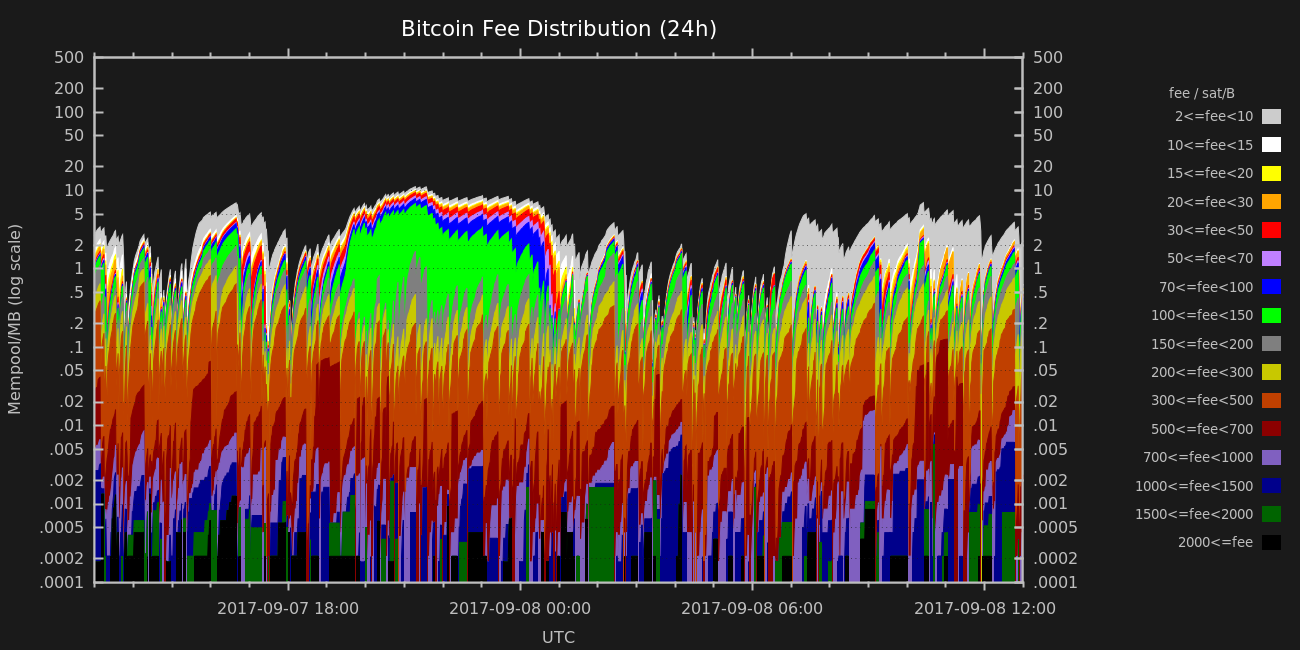 Bitcoin Fee Distribution (24h)
500
200
100
50
20
10
5
2
1
.5
.2
.1
.05
.02
.01
.005
.002
.001
.0005
.0002
.0001
Mempool/MB (log scale)
500
200
100
50
20
10
5
2
1
.5
.2
.1
.05
.02
.01
.005
.002
.001
.0005
.0002
.0001
2017-09-07 18:00
2017-09-08 00:00
2017-09-08 06:00
2017-09-08 12:00
UTC
fee / sat/B
2<=fee<10
10<=fee<15
15<=fee<20
20<=fee<30
30<=fee<50
50<=fee<70
70<=fee<100
100<=fee<150
150<=fee<200
200<=fee<300
300<=fee<500
500<=fee<700
700<=fee<1000
1000<=fee<1500
1500<=fee<2000
2000<=fee